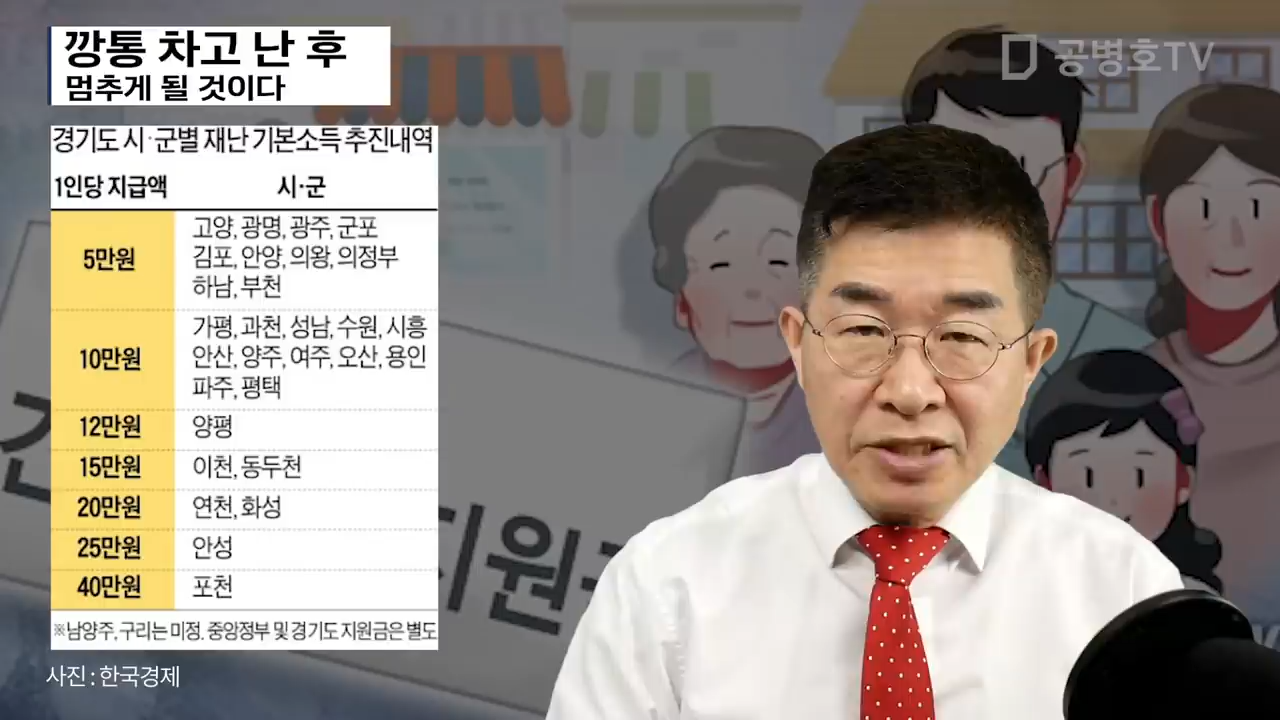 깡통 차고 난 후
멈추게 될 것이다
공병호TV
경기도 시·군별 재난 기본소득 추진내역
1인당 지급액 시·군
5만원 고양, 광명, 광주, 군포
김포, 안양, 의왕, 의정부
하남, 부천
10만원 가평, 과천, 성남, 수원, 시흥
안산, 양주, 여주, 오산, 용인
파주, 평택
12만원 양평
15만원 이천, 동두천
20만원 연천, 화성
25만원 안성
40만원 포천
※남양주, 구리는 미정. 중앙정부 및 경기도 지원금은 별도
사진 : 한국경제
지원